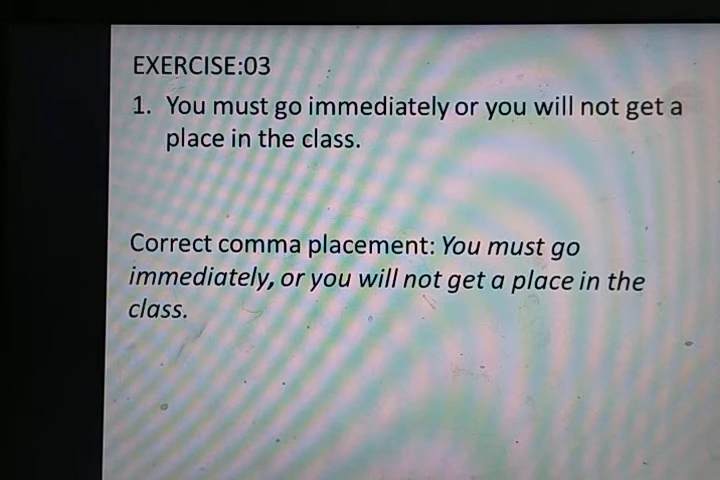 EXERCISE:03
1. You must go immediately or you will not get a
place in the class.
Correct comma placement: You must go
immediately, or you will not get a place in the
class.